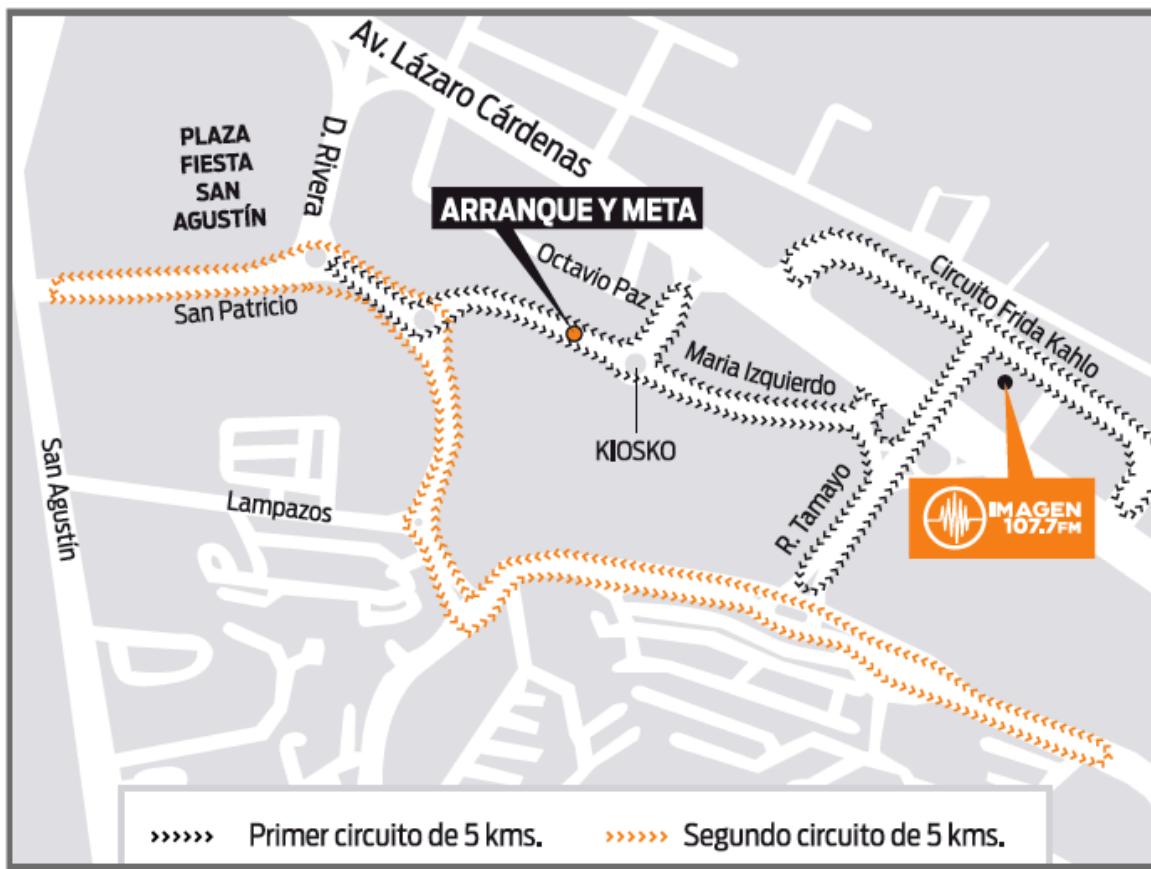 Av. Lázaro Cárdenas
PLAZA
FIESTA
SAN
AGUSTÍN
D. Rivera
ARRANQUE Y META
Octavio Paz
Circuito Frida Kahlo
San Patricio
Maria Izquierdo
KIOSKO
San Agustín
Lampazos
R. Tamayo
IMAGEN
107.7FM
›››››› Primer circuito de 5 kms. ›››››› Segundo circuito de 5 kms.